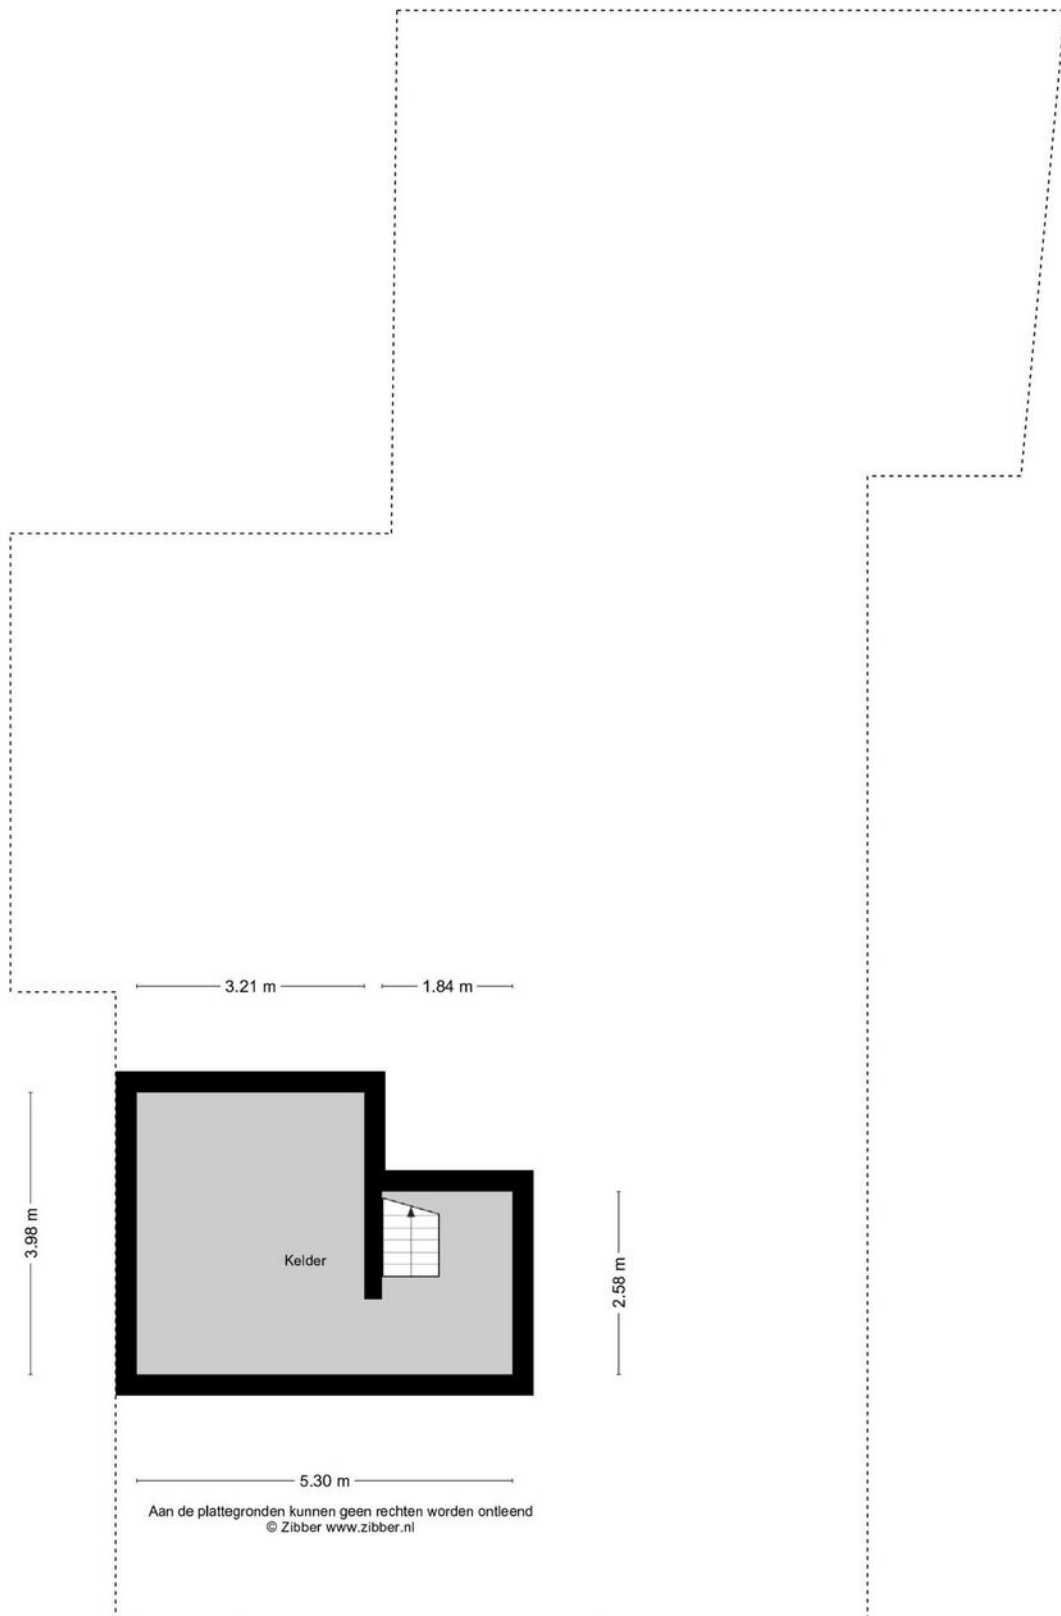 3.21 m
1.84 m
3.98 m
Kelder
2.58 m
5.30 m
Aan de plattegronden kunnen geen rechten worden ontleend
© Zibber www.zibber.nl